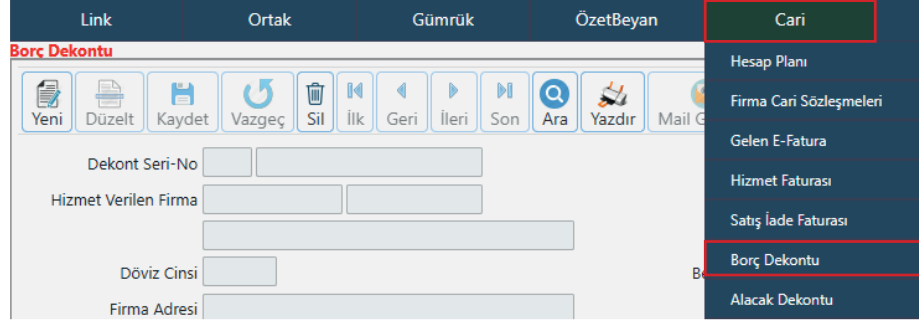 Link Ortak Gümrük ÖzetBeyan Cari
Borç Dekontu
Yeni Düzelt Kaydet Vazgeç Sil İlk Geri İleri Son Ara Yazdır Mail
Dekont Seri-No
Hizmet Verilen Firma
Döviz Cinsi
Firma Adresi
Hesap Planı
Firma Cari Sözleşmeleri
Gelen E-Fatura
Hizmet Faturası
Satış İade Faturası
Borç Dekontu
Alacak Dekontu